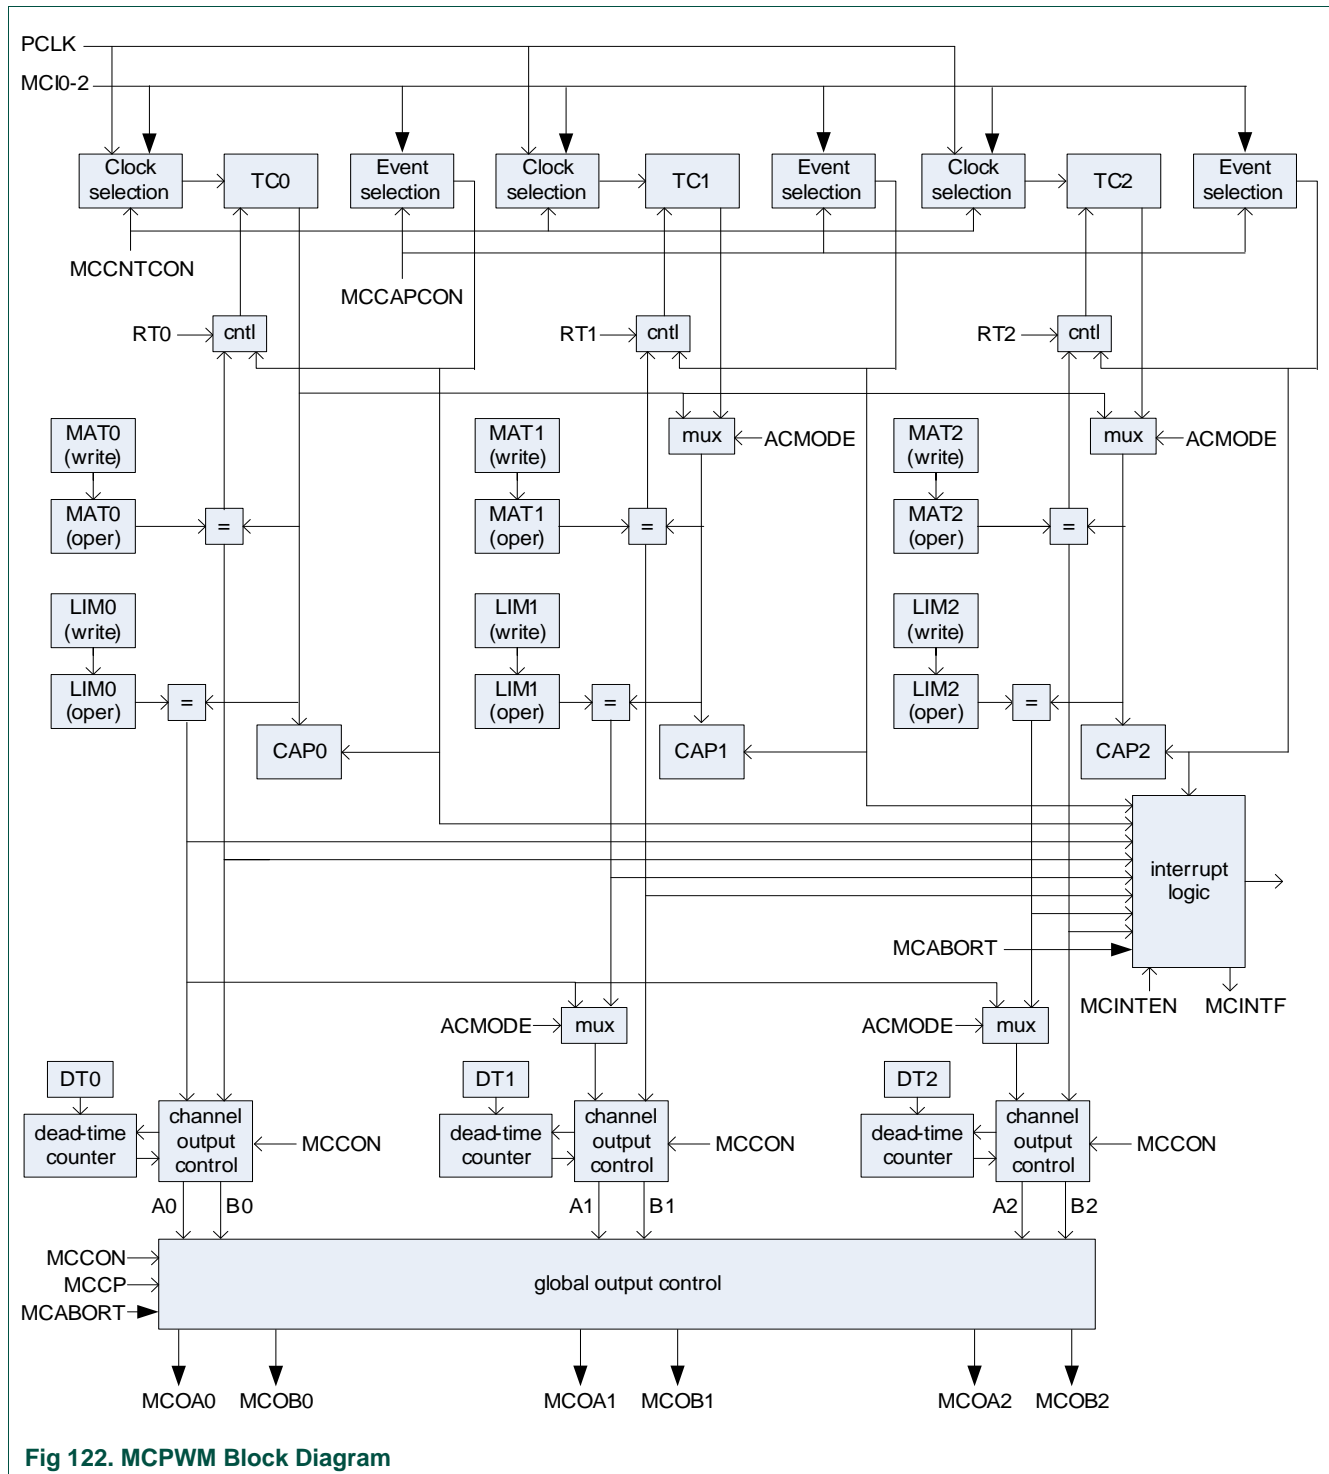 PCLK
MCI0-2
Clock
selection
TC0
Event
selection
Clock
selection
TC1
Event
selection
Clock
selection
TC2
Event
selection
MCCNTCON
MCCAPCON
RT0
cntl
RT1
cntl
RT2
cntl
MAT0
(write)
MAT1
(write)
mux
ACMODE
MAT2
(write)
mux
ACMODE
MAT0
(oper)
=
MAT1
(oper)
=
MAT2
(oper)
=
LIM0
(write)
LIM1
(write)
LIM2
(write)
LIM0
(oper)
=
LIM1
(oper)
=
LIM2
(oper)
=
CAP0
CAP1
CAP2
interrupt
logic
MCABORT
MCINTEN
MCINTF
ACMODE
mux
ACMODE
mux
DT0
DT1
DT2
dead-time
counter
channel
output
control
MCCON
dead-time
counter
channel
output
control
MCCON
dead-time
counter
channel
output
control
MCCON
A0
B0
A1
B1
A2
B2
MCCON
MCCP
MCABORT
global output control
MCOA0
MCOB0
MCOA1
MCOB1
MCOA2
MCOB2
Fig 122. MCPWM Block Diagram